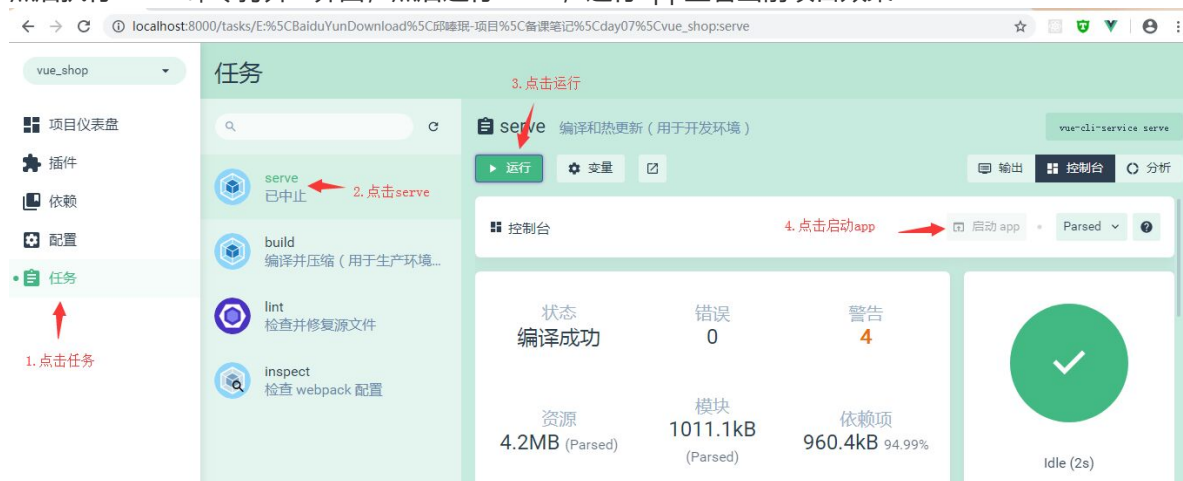 localhost:8000/tasks/E:%5CBaiduYunDownload%5C邱嗪琨-项目%5C备课笔记%5Cday07%5Cvue_shop:serve
vue_shop
任务
3. 点击运行
项目仪表盘
插件
依赖
配置
任务
1. 点击任务
serve
已中止
2. 点击serve
build
编译并压缩 ( 用于生产环境...
lint
检查并修复源文件
inspect
检查 webpack 配置
serve 编译和热更新 ( 用于开发环境 )
vue-cli-service serve
运行
变量
输出
控制台
分析
控制台
4. 点击启动app
启动 app
Parsed
状态
编译成功
错误
0
警告
4
资源
4.2MB (Parsed)
模块
1011.1kB
(Parsed)
依赖项
960.4kB 94.99%
Idle (2s)